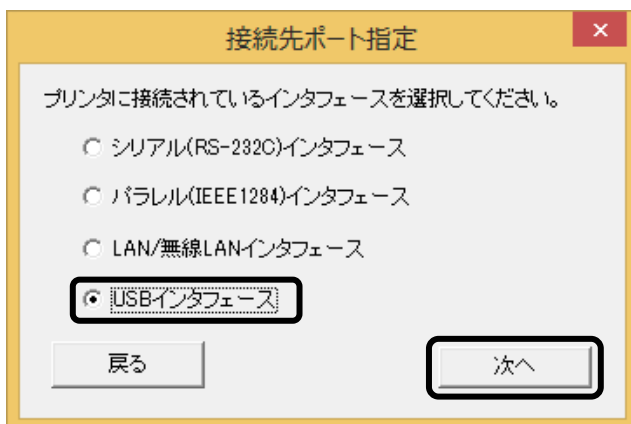 接続先ポート指定
プリンタに接続されているインタフェースを選択してください。
シリアル(RS-232C)インタフェース
パラレル(IEEE1284)インタフェース
LAN/無線LANインタフェース
USBインタフェース
戻る 次へ